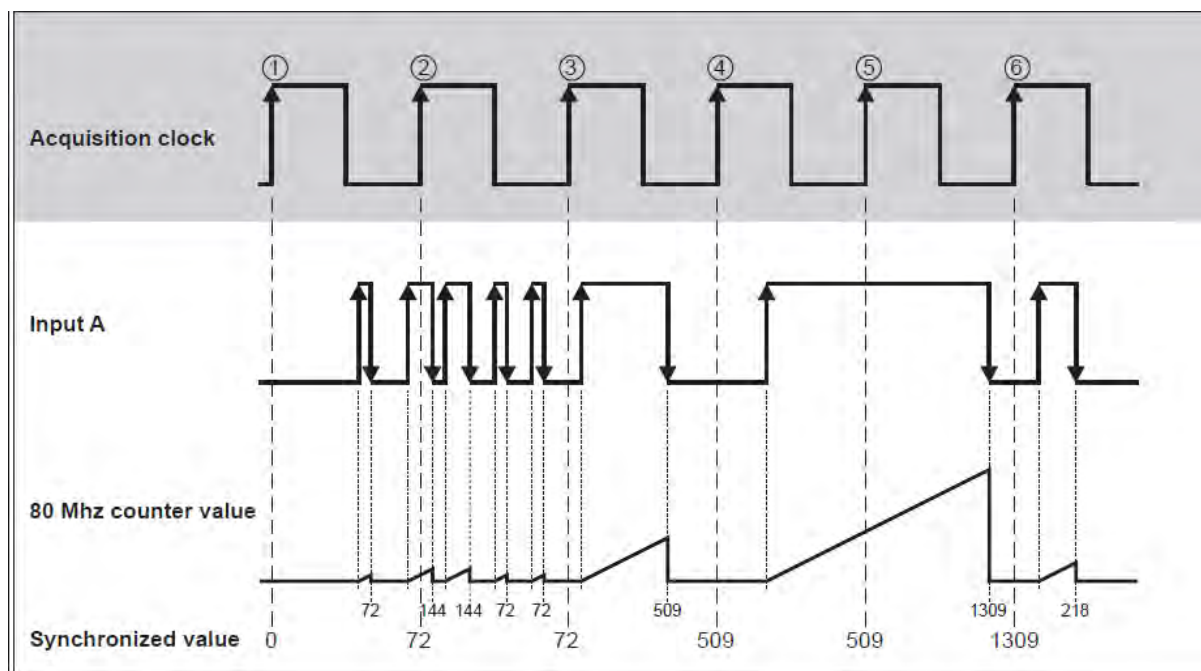 ① ② ③ ④ ⑤ ⑥
Acquisition clock
Input A
80 Mhz counter value
72 144 144 72 72 509 1309 218
Synchronized value 0 72 72 509 509 1309